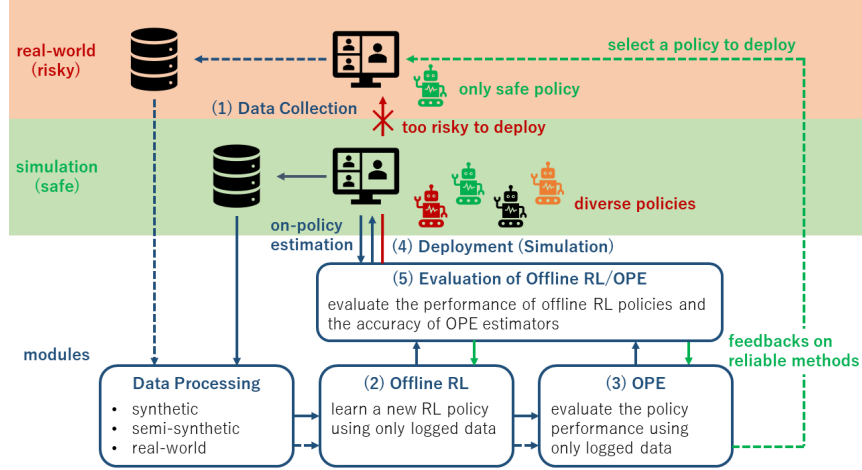 real-world
(risky)
select a policy to deploy
only safe policy
(1) Data Collection
too risky to deploy
simulation
(safe)
diverse policies
on-policy
estimation
(4) Deployment (Simulation)
(5) Evaluation of Offline RL/OPE
evaluate the performance of offline RL policies and
the accuracy of OPE estimators
feedbacks on
reliable methods
modules
Data Processing
• synthetic
• semi-synthetic
• real-world
(2) Offline RL
learn a new RL policy
using only logged data
(3) OPE
evaluate the policy
performance using
only logged data